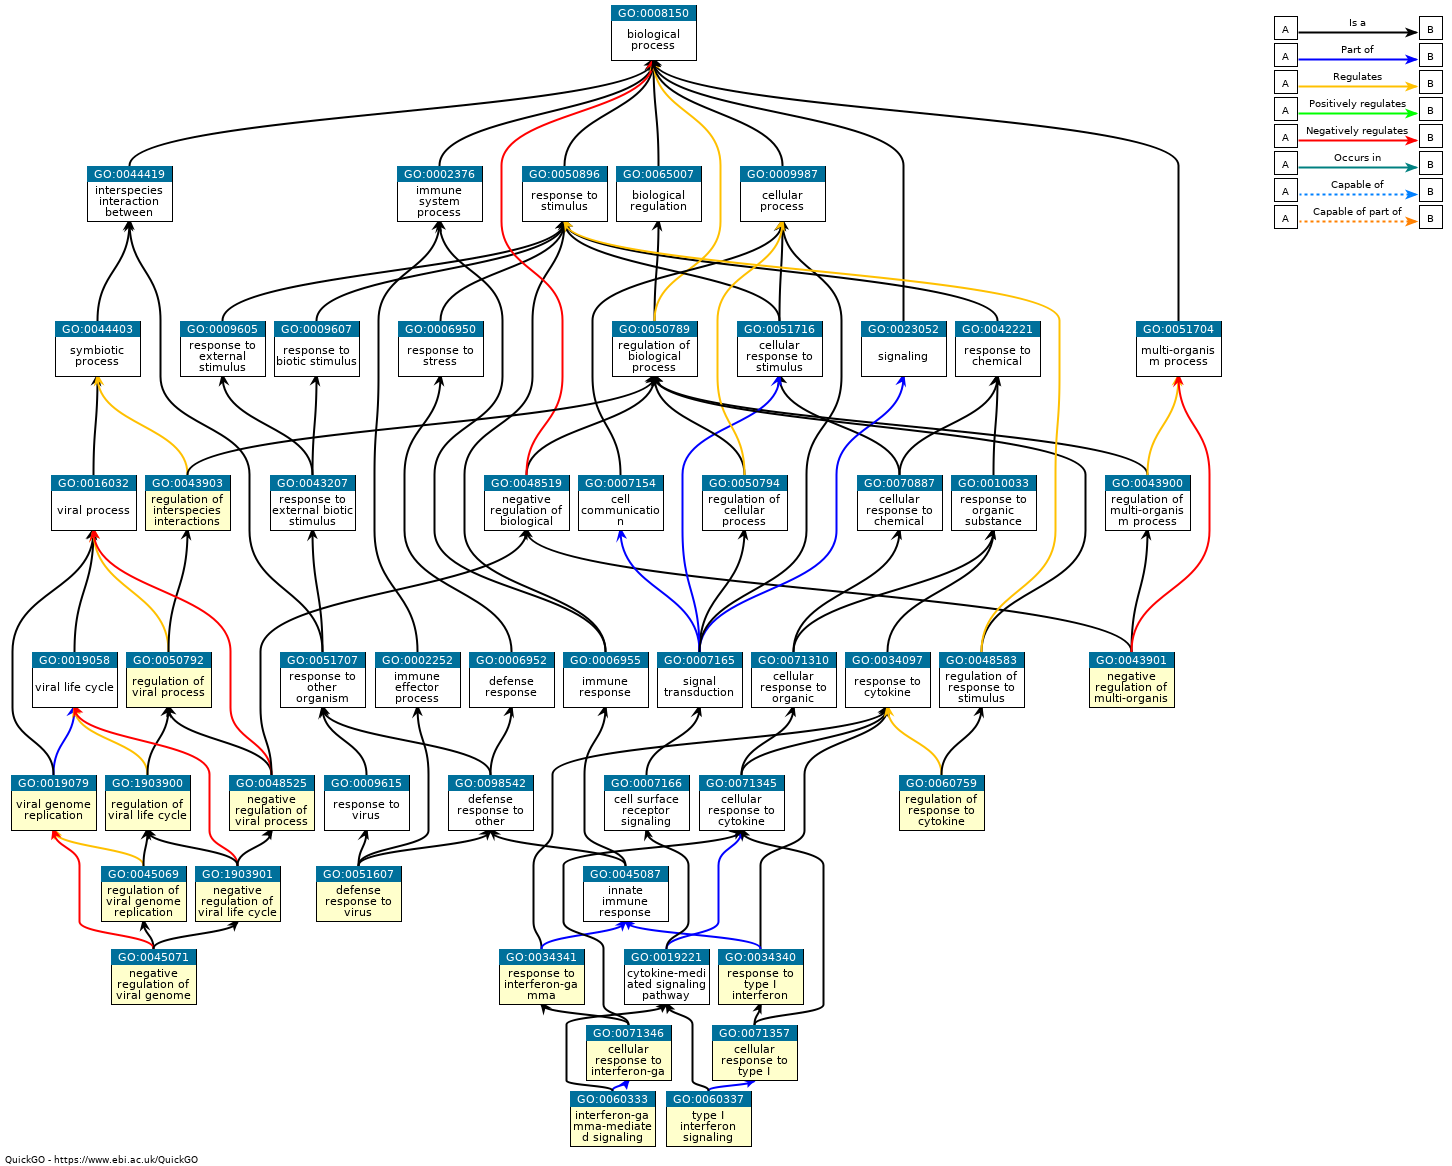 GO:0008150
biological
process
A
Is a
B
A
Part of
B
A
Regulates
B
A
Positively regulates
B
A
Negatively regulates
B
A
Occurs in
B
A
Capable of
B
A
Capable of part of
B
GO:0044419
interspecies
interaction
between
GO:0002376
immune
system
process
GO:0050896
response to
stimulus
GO:0065007
biological
regulation
GO:0009987
cellular
process
GO:0044403
symbiotic
process
GO:0009605
response to
external
stimulus
GO:0009607
response to
biotic stimulus
GO:0006950
response to
stress
GO:0050789
regulation of
biological
process
GO:0051716
cellular
response to
stimulus
GO:0023052
signaling
GO:0042221
response to
chemical
GO:0051704
multi-organis
m process
GO:0016032
viral process
GO:0043903
regulation of
interspecies
interactions
GO:0043207
response to
external biotic
stimulus
GO:0048519
negative
regulation of
biological
GO:0007154
cell
communicatio
n
GO:0050794
regulation of
cellular
process
GO:0070887
cellular
response to
chemical
GO:0010033
response to
organic
substance
GO:0043900
regulation of
multi-organis
m process
GO:0019058
viral life cycle
GO:0050792
regulation of
viral process
GO:0051707
response to
other
organism
GO:0002252
immune
effector
process
GO:0006952
defense
response
GO:0006955
immune
response
GO:0007165
signal
transduction
GO:0071310
cellular
response to
organic
GO:0034097
response to
cytokine
GO:0048583
regulation of
response to
stimulus
GO:0043901
negative
regulation of
multi-organis
GO:0019079
viral genome
replication
GO:1903900
regulation of
viral life cycle
GO:0048525
negative
regulation of
viral process
GO:0009615
response to
virus
GO:0098542
defense
response to
other
GO:0007166
cell surface
receptor
signaling
GO:0071345
cellular
response to
cytokine
GO:0060759
regulation of
response to
cytokine
GO:0045069
regulation of
viral genome
replication
GO:1903901
negative
regulation of
viral life cycle
GO:0051607
defense
response to
virus
GO:0045087
innate
immune
response
GO:0045071
negative
regulation of
viral genome
GO:0034341
response to
interferon-ga
mma
GO:0019221
cytokine-medi
ated signaling
pathway
GO:0034340
response to
type I
interferon
GO:0071346
cellular
response to
interferon-ga
GO:0071357
cellular
response to
type I
GO:0060333
interferon-ga
mma-mediate
d signaling
GO:0060337
type I
interferon
signaling
QuickGO - https://www.ebi.ac.uk/QuickGO